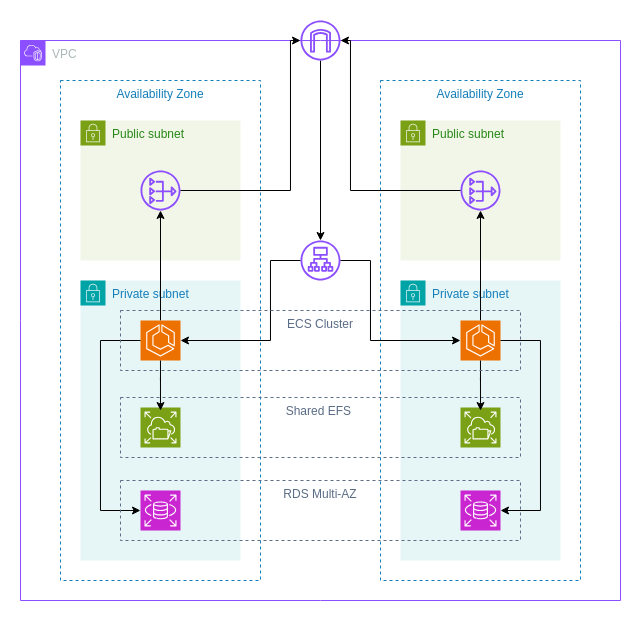 VPC
Availability Zone
Availability Zone
Public subnet
Public subnet
Private subnet
Private subnet
ECS Cluster
Shared EFS
RDS Multi-AZ